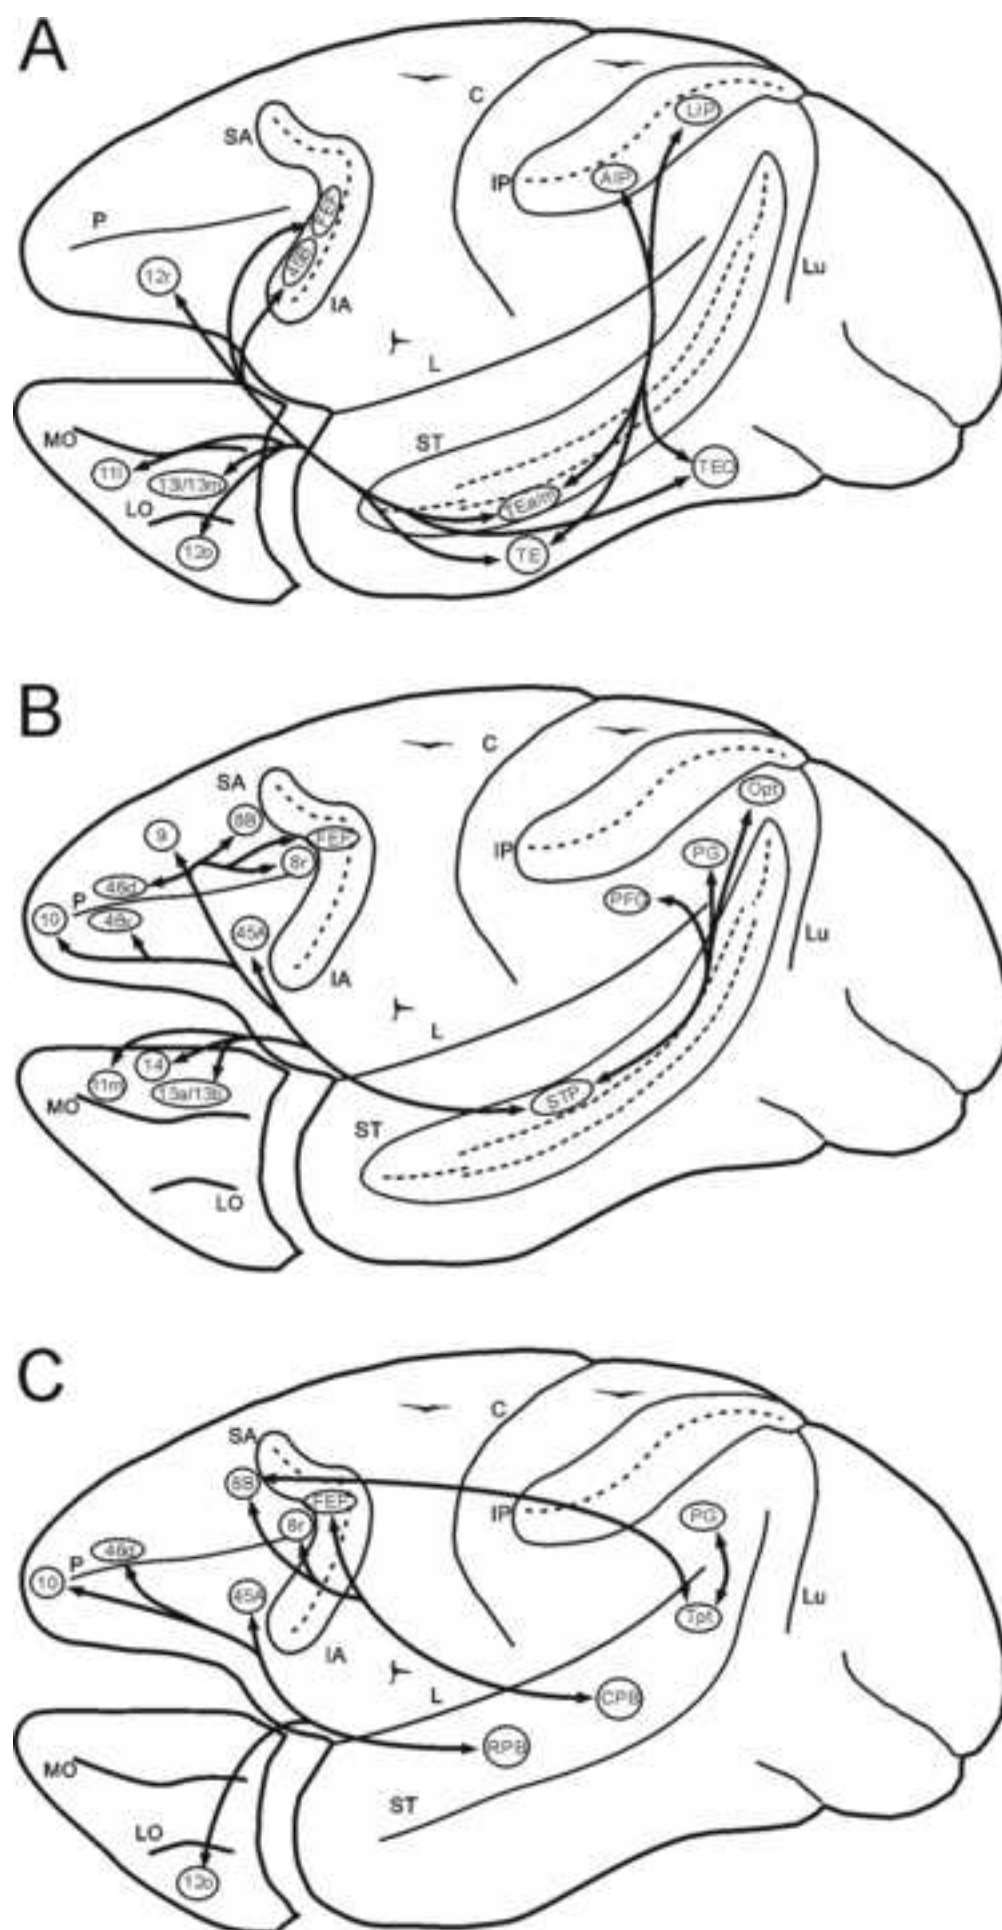 A
C
SA
LIP
IP
AIP
FEF
P
45B
12r
IA
Lu
L
MO
ST
11l
13l/13m
TEO
TEa/m
LO
12o
TE
B
C
SA
Opt
9
8B
FEF
IP
PG
8r
46d
P
PFG
10
46v
45A
Lu
IA
L
14
11m
13a/13b
STP
MO
ST
LO
C
C
SA
8B
FEF
IP
PG
8r
46d
P
10
45A
Tpt
Lu
IA
L
CPB
RPB
MO
ST
LO
12o